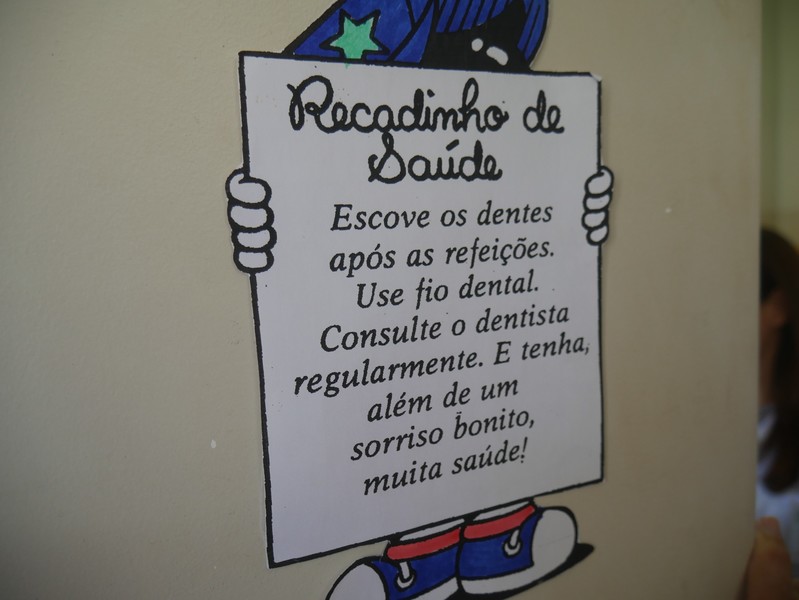 Recadinho de
Saúde
Escove os dentes
após as refeições.
Use fio dental.
Consulte o dentista
regularmente. E tenha,
além de um
sorriso bonito,
muita saúde!